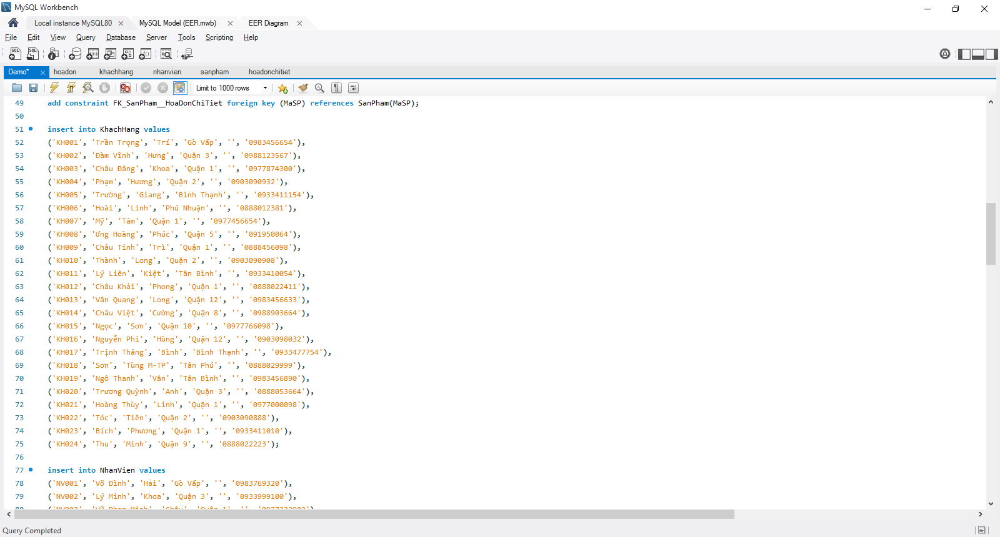 MySQL Workbench
Local instance MySQL80
MySQL Model (EER.mwb)
EER Diagram
File Edit View Query Database Server Tools Scripting Help
Demo* hoadon khachhang nhanvien sanpham hoadonchitiet
Limit to 1000 rows
49 add constraint FK_SanPham__HoaDonChiTiet foreign key (MaSP) references SanPham(MaSP);
50
51 insert into KhachHang values
52 ('KH001', 'Trần Trọng', 'Trí', 'Gò Vấp', '', '0983456654'),
53 ('KH002', 'Đàm Vĩnh', 'Hưng', 'Quận 3', '', '0988123567'),
54 ('KH003', 'Châu Đăng', 'Khoa', 'Quận 1', '', '0977874300'),
55 ('KH004', 'Phạm', 'Hương', 'Quận 2', '', '0903090932'),
56 ('KH005', 'Trường', 'Giang', 'Bình Thạnh', '', '0933411154'),
57 ('KH006', 'Hoài', 'Linh', 'Phú Nhuận', '', '0888012381'),
58 ('KH007', 'Mỹ', 'Tâm', 'Quận 1', '', '0977456654'),
59 ('KH008', 'Ưng Hoàng', 'Phúc', 'Quận 5', '', '091950064'),
60 ('KH009', 'Châu Tinh', 'Trì', 'Quận 1', '', '0888456098'),
61 ('KH010', 'Thành', 'Long', 'Quận 2', '', '0903090908'),
62 ('KH011', 'Lý Liên', 'Kiệt', 'Tân Bình', '', '0933410054'),
63 ('KH012', 'Châu Khải', 'Phong', 'Quận 1', '', '0888022411'),
64 ('KH013', 'Vân Quang', 'Long', 'Quận 12', '', '0983456633'),
65 ('KH014', 'Châu Việt', 'Cường', 'Quận 8', '', '0988903664'),
66 ('KH015', 'Ngọc', 'Sơn', 'Quận 10', '', '0977766098'),
67 ('KH016', 'Nguyễn Phi', 'Hùng', 'Quận 12', '', '0903098032'),
68 ('KH017', 'Trịnh Thăng', 'Bình', 'Bình Thạnh', '', '0933477754'),
69 ('KH018', 'Sơn', 'Tùng M-TP', 'Tân Phú', '', '0888029999'),
70 ('KH019', 'Ngô Thanh', 'Vân', 'Tân Bình', '', '0983456890'),
71 ('KH020', 'Trương Quỳnh', 'Anh', 'Quận 3', '', '0888053664'),
72 ('KH021', 'Hoàng Thùy', 'Linh', 'Quận 1', '', '0977000098'),
73 ('KH022', 'Tóc', 'Tiên', 'Quận 2', '', '0903090888'),
74 ('KH023', 'Bích', 'Phương', 'Quận 1', '', '0933411010'),
75 ('KH024', 'Thu', 'Minh', 'Quận 9', '', '0888022223');
76
77 insert into NhanVien values
78 ('NV001', 'Võ Đình', 'Hải', 'Gò Vấp', '', '0983769320'),
79 ('NV002', 'Lý Minh', 'Khoa', 'Quận 3', '', '0933999100'),
Query Completed